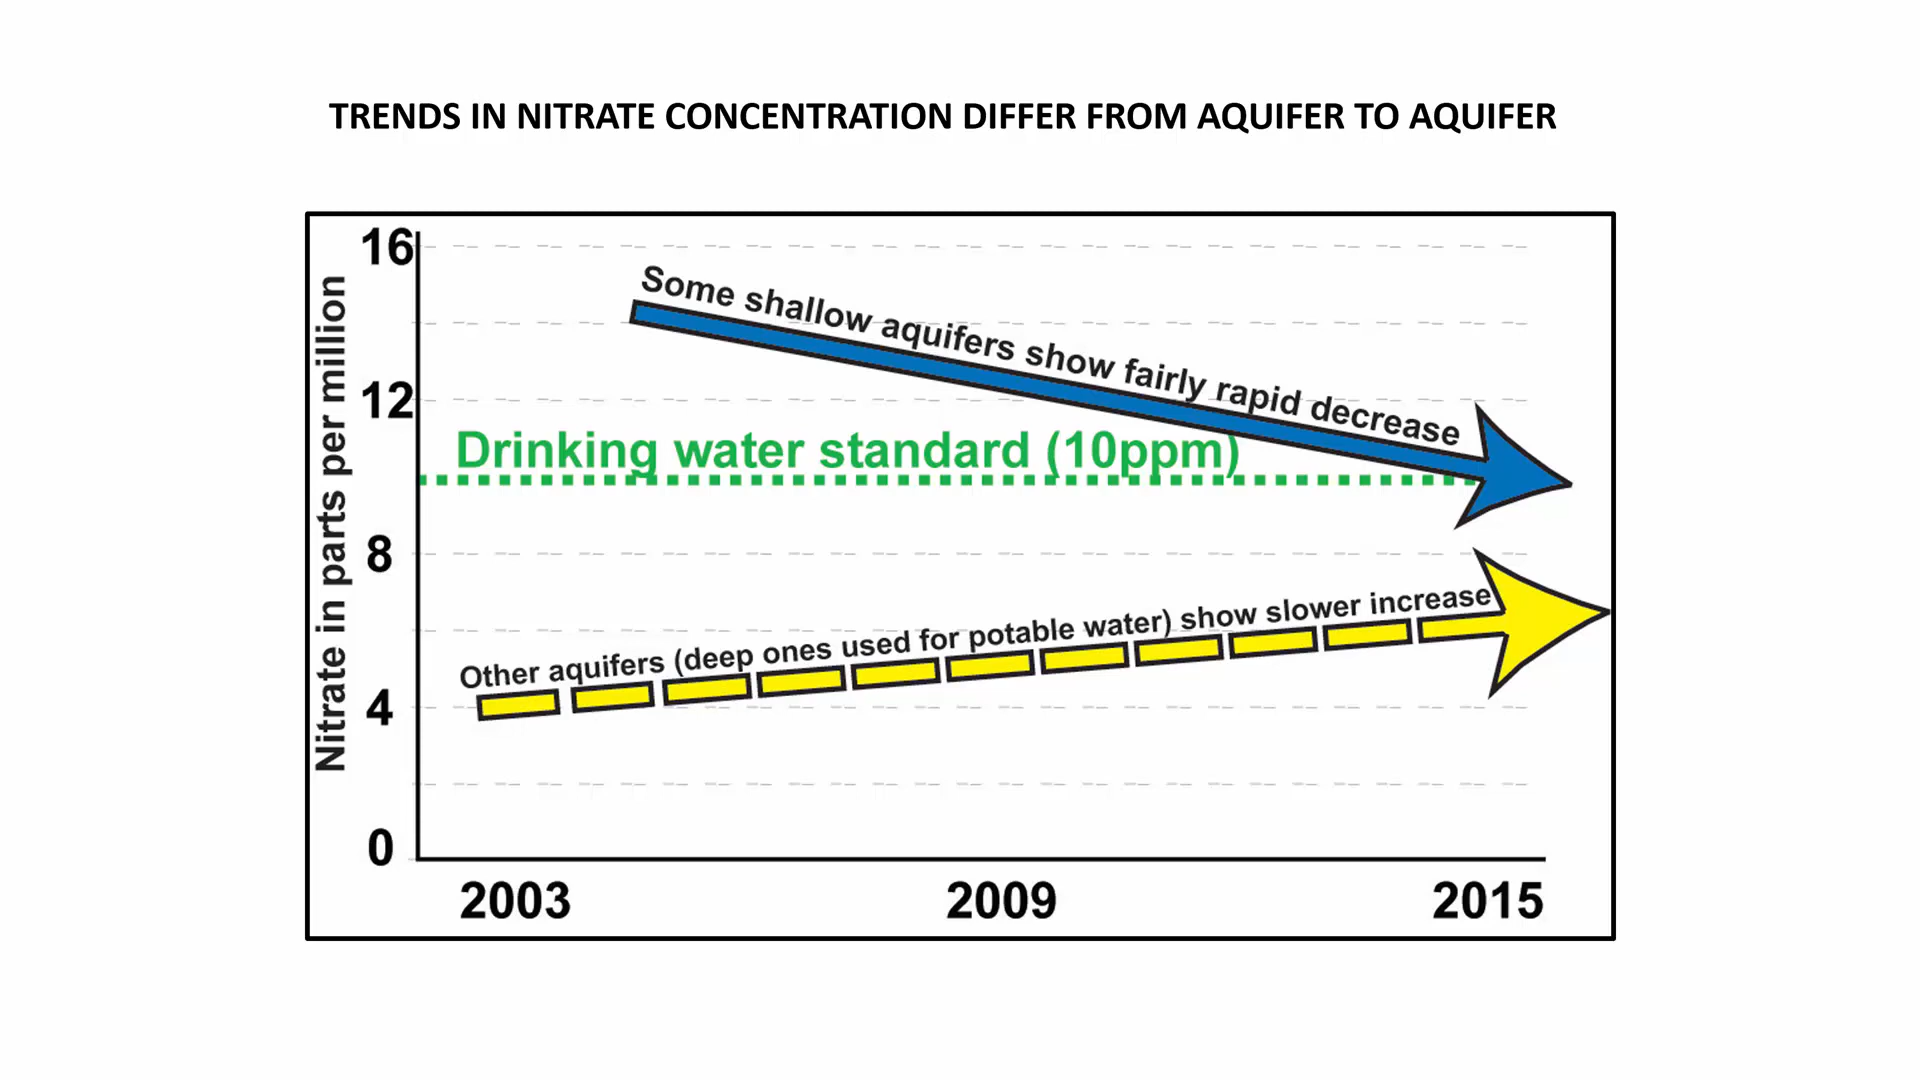 TRENDS IN NITRATE CONCENTRATION DIFFER FROM AQUIFER TO AQUIFER
Nitrate in parts per million
16
12
8
4
0
Some shallow aquifers show fairly rapid decrease
Drinking water standard (10ppm)
Other aquifers (deep ones used for potable water) show slower increase
2003
2009
2015